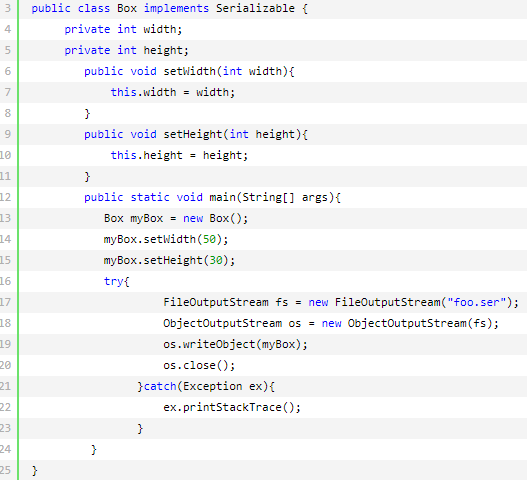 3 public class Box implements Serializable {
4 private int width;
5 private int height;
6 public void setWidth(int width){
7 this.width = width;
8 }
9 public void setHeight(int height){
10 this.height = height;
11 }
12 public static void main(String[] args){
13 Box myBox = new Box();
14 myBox.setWidth(50);
15 myBox.setHeight(30);
16 try{
17 FileOutputStream fs = new FileOutputStream("foo.ser");
18 ObjectOutputStream os = new ObjectOutputStream(fs);
19 os.writeObject(myBox);
20 os.close();
21 }catch(Exception ex){
22 ex.printStackTrace();
23 }
24 }
25 }